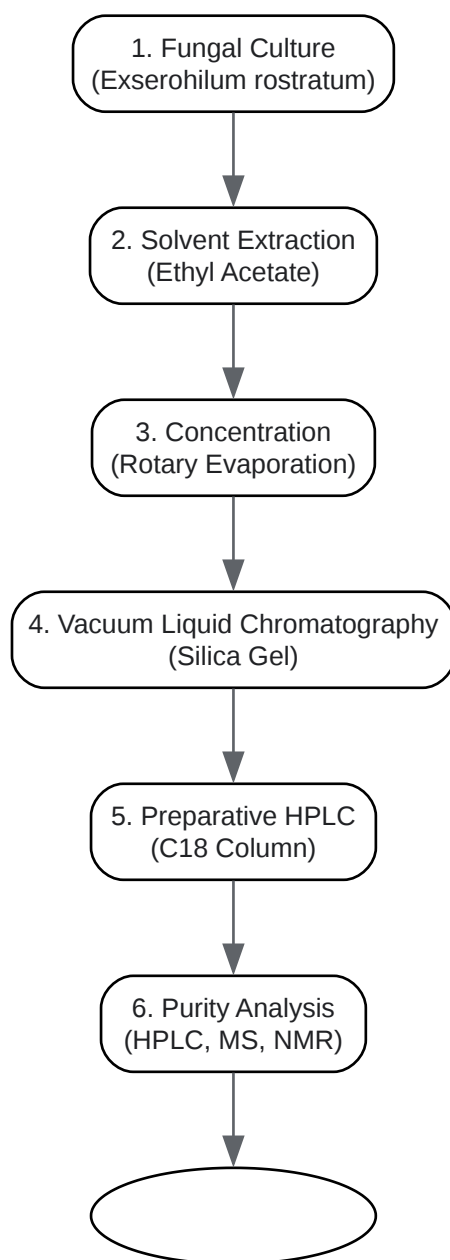 1. Fungal Culture
(Exserohilum rostratum)
2. Solvent Extraction
(Ethyl Acetate)
3. Concentration
(Rotary Evaporation)
4. Vacuum Liquid Chromatography
(Silica Gel)
5. Preparative HPLC
(C18 Column)
6. Purity Analysis
(HPLC, MS, NMR)